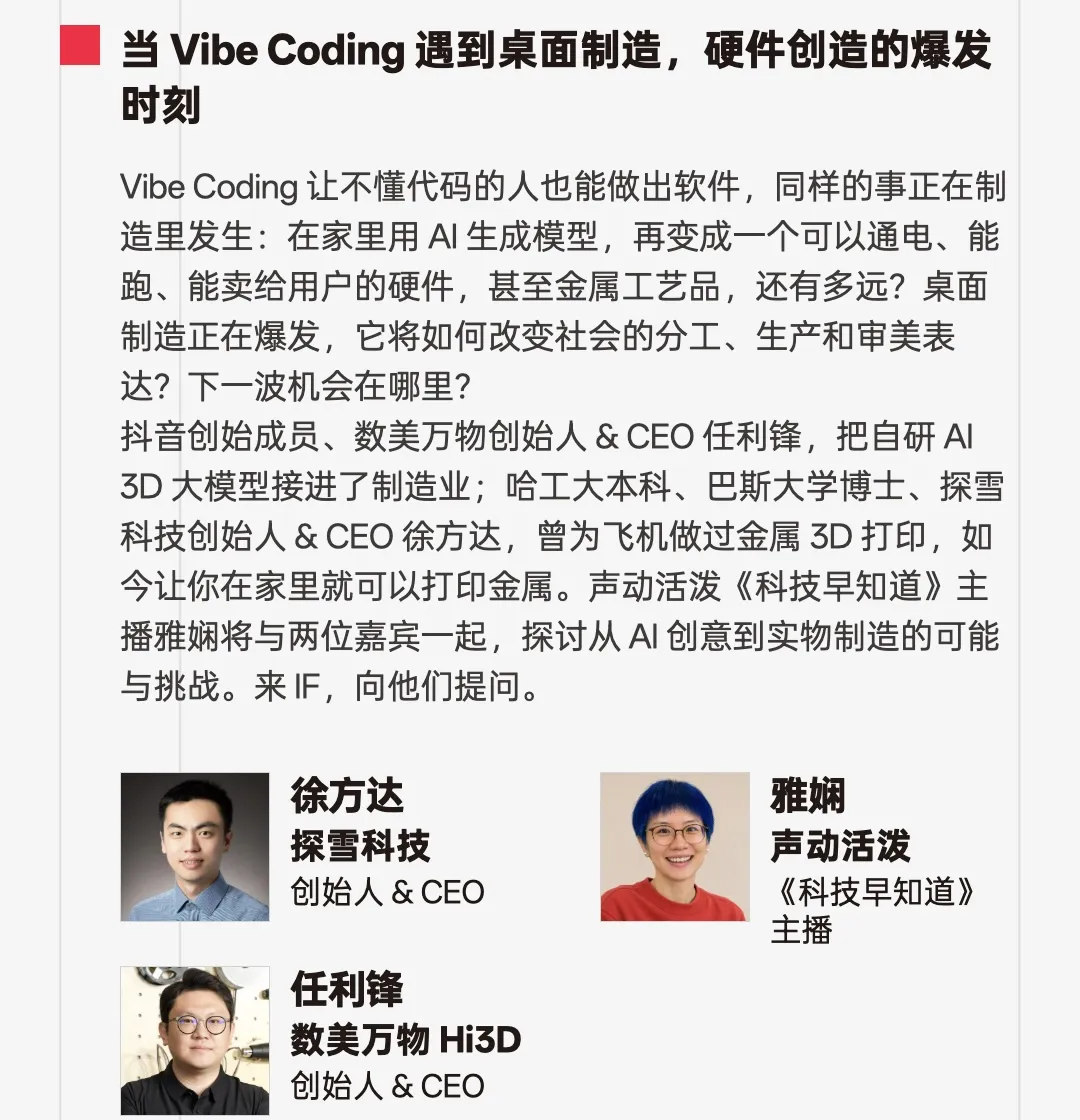 当 Vibe Coding 遇到桌面制造，硬件创造的爆发
时刻
Vibe Coding 让不懂代码的人也能做出软件，同样的事正在制
造里发生：在家里用 AI 生成模型，再变成一个可以通电、能
跑、能卖给用户的硬件，甚至金属工艺品，还有多远？桌面
制造正在爆发，它将如何改变社会的分工、生产和审美表
达？下一波机会在哪里？
抖音创始成员、数美万物创始人 & CEO 任利锋，把自研 AI
3D 大模型接进了制造业；哈工大本科、巴斯大学博士、探雪
科技创始人 & CEO 徐方达，曾为飞机做过金属 3D 打印，如
今让你在家里就可以打印金属。声动活泼《科技早知道》主
播雅娴将与两位嘉宾一起，探讨从 AI 创意到实物制造的可能
与挑战。来 IF，向他们提问。
徐方达
探雪科技
创始人 & CEO
雅娴
声动活泼
《科技早知道》
主播
任利锋
数美万物 Hi3D
创始人 & CEO